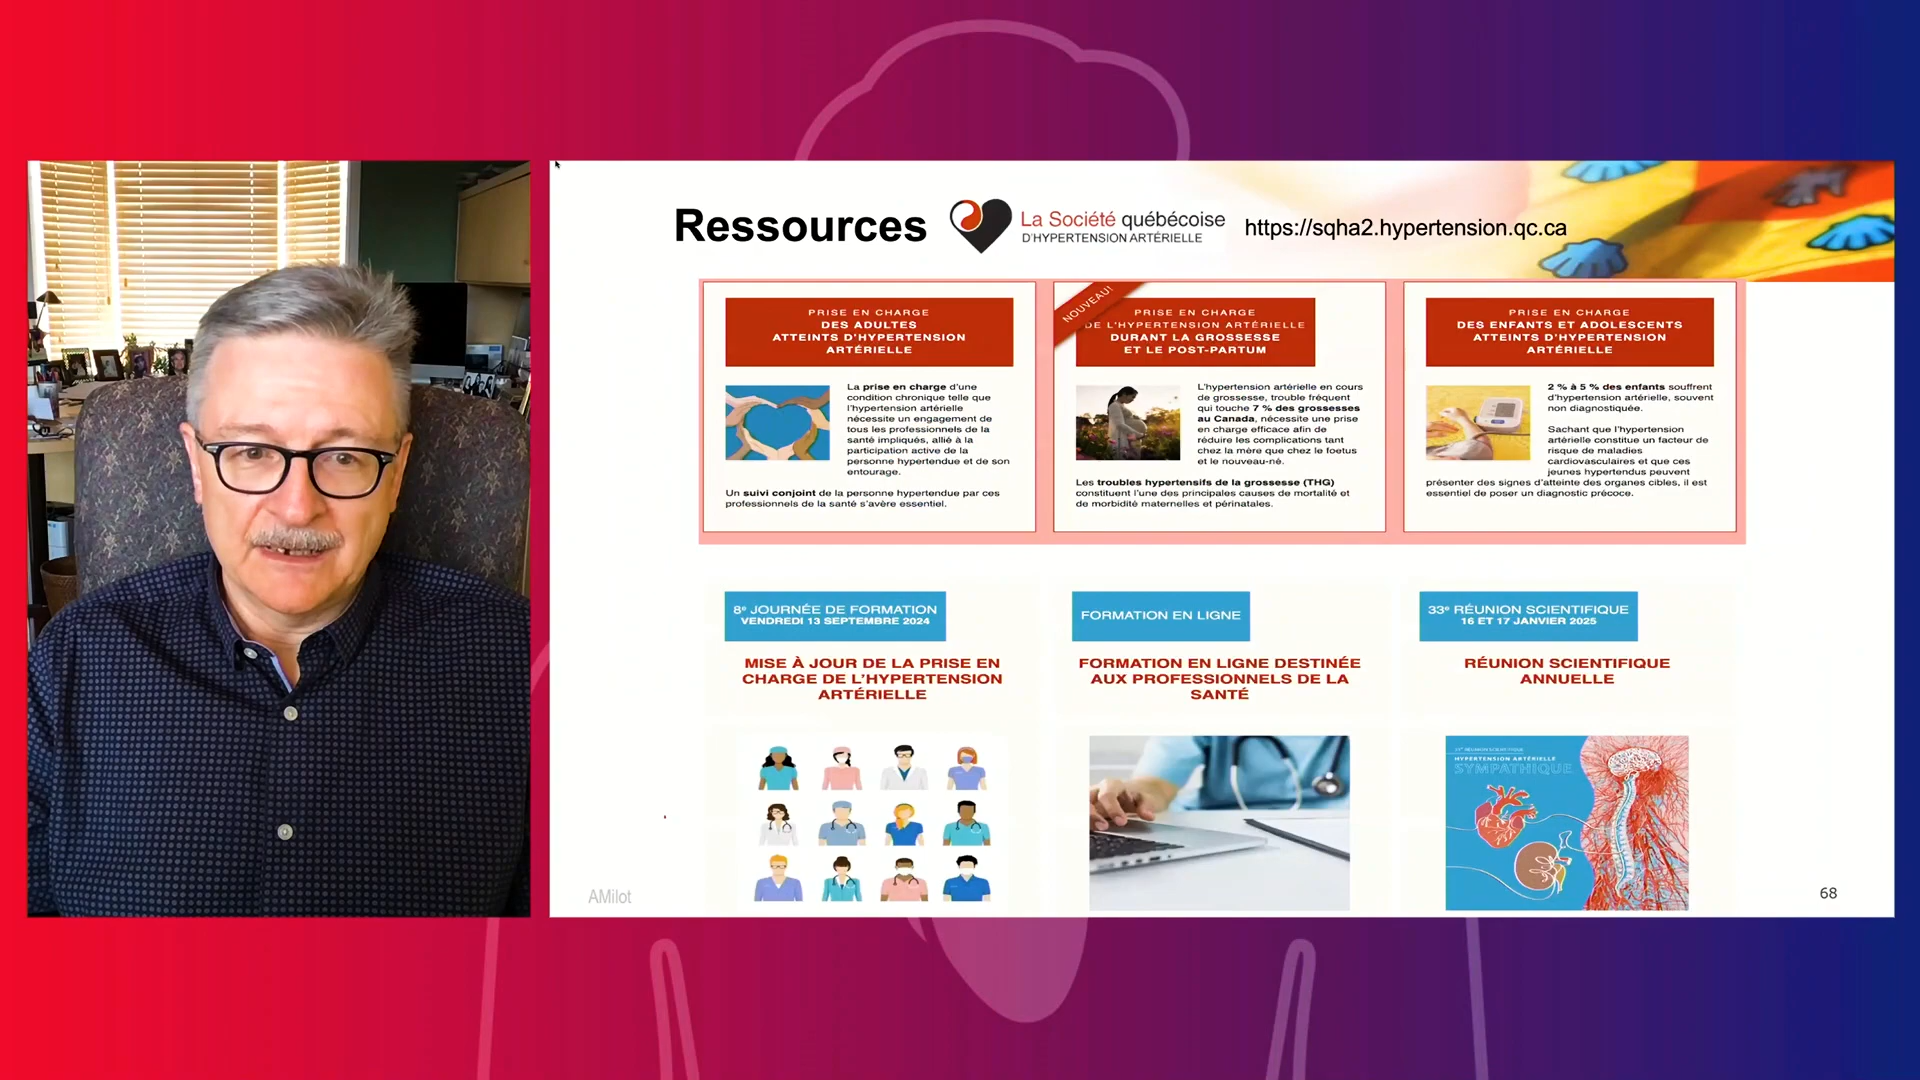 Ressources
La Société québécoise
D'HYPERTENSION ARTÉRIELLE
https://sqha2.hypertension.qc.ca
PRISE EN CHARGE
DES ADULTES
ATTEINTS D'HYPERTENSION
ARTÉRIELLE
La prise en charge d'une
condition chronique telle que
l'hypertension artérielle
nécessite un engagement de
tous les professionnels de la
santé impliqués, allié à la
participation active de la
personne hypertendue et de son
entourage.
Un suivi conjoint de la personne hypertendue par ces
professionnels de la santé s'avère essentiel.
NOUVEAU!
PRISE EN CHARGE
DE L'HYPERTENSION ARTÉRIELLE
DURANT LA GROSSESSE
ET LE POST-PARTUM
L'hypertension artérielle en cours
de grossesse, trouble fréquent
qui touche 7 % des grossesses
au Canada, nécessite une prise
en charge efficace afin de
réduire les complications tant
chez la mère que chez le foetus
et le nouveau-né.
Les troubles hypertensifs de la grossesse (THG)
constituent l'une des principales causes de mortalité et
de morbidité maternelles et périnatales.
PRISE EN CHARGE
DES ENFANTS ET ADOLESCENTS
ATTEINTS D'HYPERTENSION
ARTÉRIELLE
2 % à 5 % des enfants souffrent
d'hypertension artérielle, souvent
non diagnostiquée.
Sachant que l'hypertension
artérielle constitue un facteur de
risque de maladies
cardiovasculaires et que ces
jeunes hypertendus peuvent
présenter des signes d'atteinte des organes cibles, il est
essentiel de poser un diagnostic précoce.
8e JOURNÉE DE FORMATION
VENDREDI 13 SEPTEMBRE 2024
MISE À JOUR DE LA PRISE EN
CHARGE DE L'HYPERTENSION
ARTÉRIELLE
FORMATION EN LIGNE
FORMATION EN LIGNE DESTINÉE
AUX PROFESSIONNELS DE LA
SANTÉ
33e RÉUNION SCIENTIFIQUE
16 ET 17 JANVIER 2025
RÉUNION SCIENTIFIQUE
ANNUELLE
HYPERTENSION ARTÉRIELLE
SYMPATHIQUE
AMilot
68